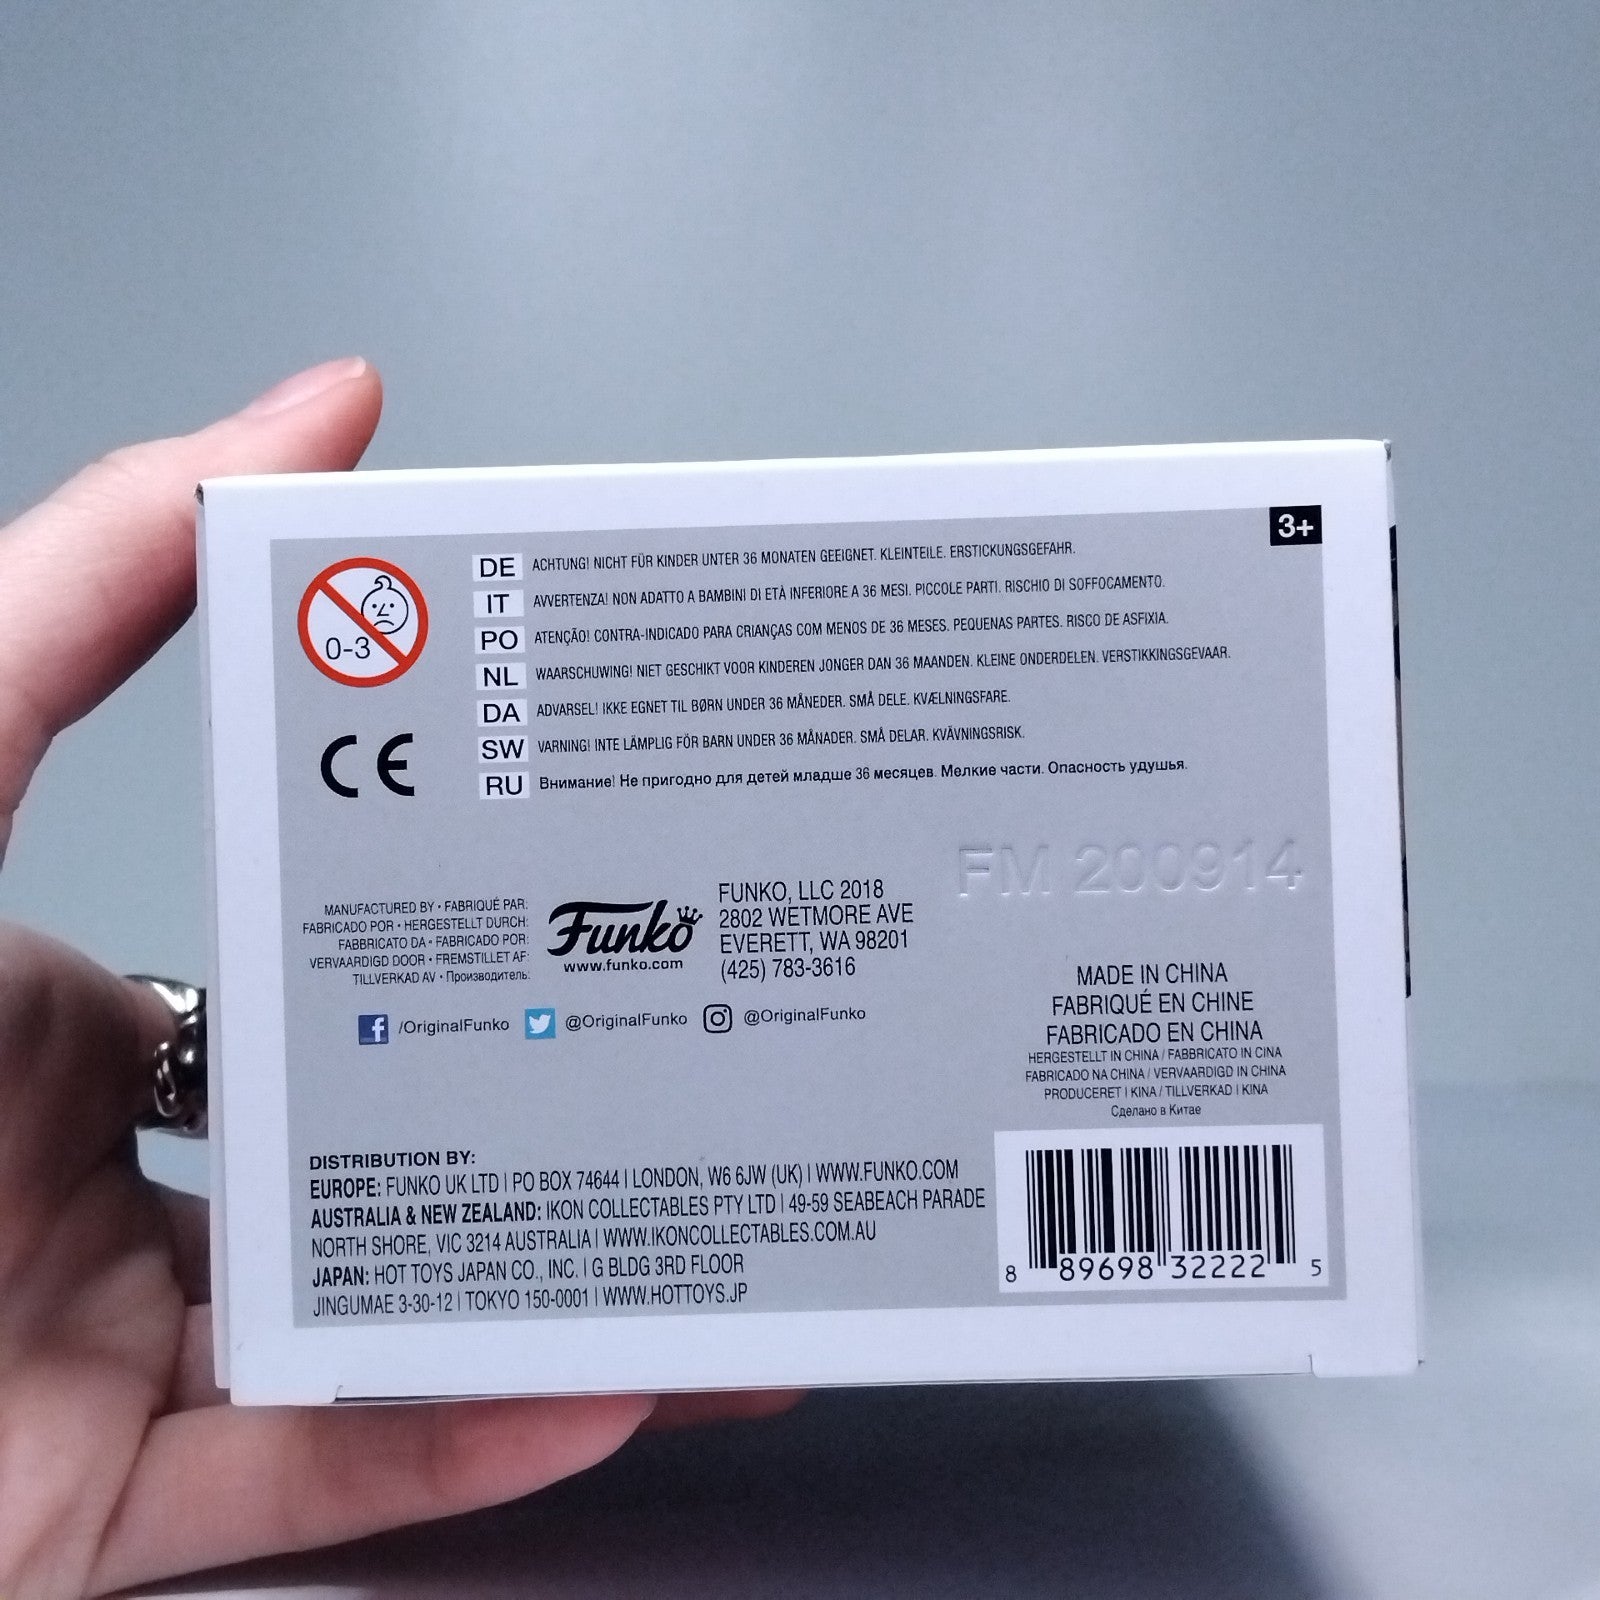 3+
0-3
CE
DE ACHTUNG! NICHT FÜR KINDER UNTER 36 MONATEN GEEIGNET. KLEINTEILE. ERSTICKUNGSGEFAHR.
IT AVVERTENZA! NON ADATTO A BAMBINI DI ETÀ INFERIORE A 36 MESI. PICCOLE PARTI. RISCHIO DI SOFFOCAMENTO.
PO ATENÇÃO! CONTRA-INDICADO PARA CRIANÇAS COM MENOS DE 36 MESES. PEQUENAS PARTES. RISCO DE ASFIXIA.
NL WAARSCHUWING! NIET GESCHIKT VOOR KINDEREN JONGER DAN 36 MAANDEN. KLEINE ONDERDELEN. VERSTIKKINGSGEVAAR.
DA ADVARSEL! IKKE EGNET TIL BØRN UNDER 36 MÅNEDER. SMÅ DELE. KVÆLNINGSFARE.
SW VARNING! INTE LÄMPLIG FÖR BARN UNDER 36 MÅNADER. SMÅ DELAR. KVÄVNINGSRISK.
RU Внимание! Не пригодно для детей младше 36 месяцев. Мелкие части. Опасность удушья.
FM 200914
MANUFACTURED BY • FABRIQUÉ PAR:
FABRICADO POR • HERGESTELLT DURCH:
FABBRICATO DA • FABRICADO POR:
VERVAARDIGD DOOR • FREMSTILLET AF:
TILLVERKAD AV • Производитель:
Funko
www.funko.com
FUNKO, LLC 2018
2802 WETMORE AVE
EVERETT, WA 98201
(425) 783-3616
/OriginalFunko @OriginalFunko @OriginalFunko
MADE IN CHINA
FABRIQUÉ EN CHINE
FABRICADO EN CHINA
HERGESTELLT IN CHINA / FABBRICATO IN CINA
FABRICADO NA CHINA / VERVAARDIGD IN CHINA
PRODUCERET I KINA / TILLVERKAD I KINA
Сделано в Китае
DISTRIBUTION BY:
EUROPE: FUNKO UK LTD | PO BOX 74644 | LONDON, W6 6JW (UK) | WWW.FUNKO.COM
AUSTRALIA & NEW ZEALAND: IKON COLLECTABLES PTY LTD | 49-59 SEABEACH PARADE
NORTH SHORE, VIC 3214 AUSTRALIA | WWW.IKONCOLLECTABLES.COM.AU
JAPAN: HOT TOYS JAPAN CO., INC. | G BLDG 3RD FLOOR
JINGUMAE 3-30-12 | TOKYO 150-0001 | WWW.HOTTOYS.JP
8 89698 32222 5